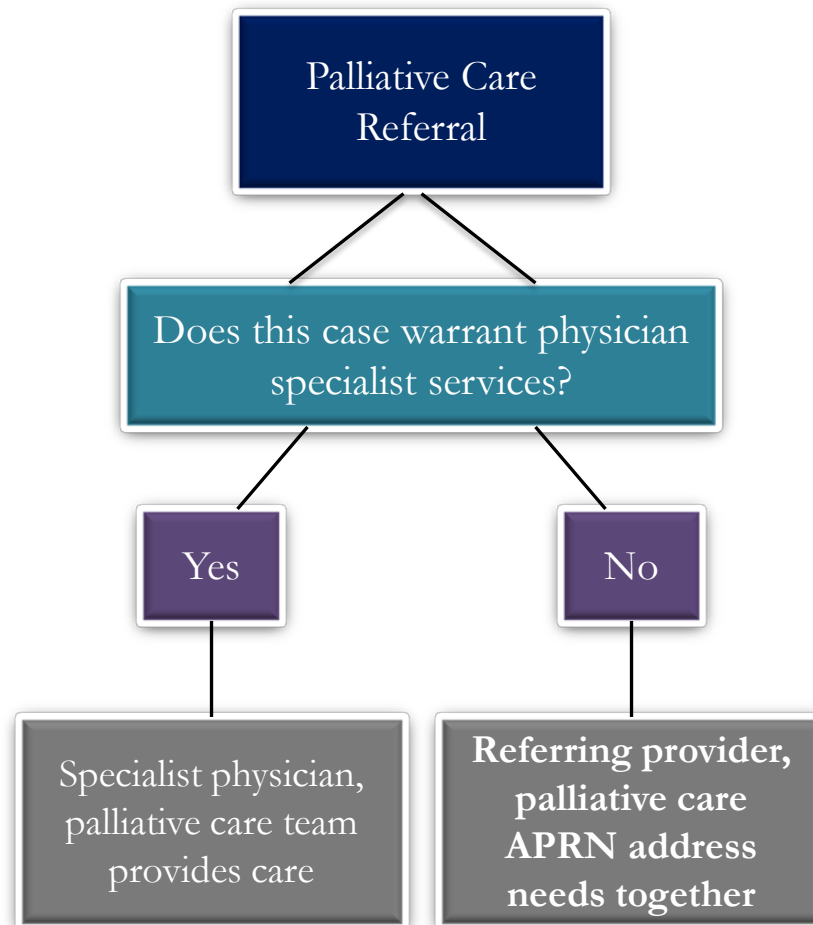 Palliative Care
Referral
Does this case warrant physician
specialist services?
Yes
No
Specialist physician,
palliative care team
provides care
Referring provider,
palliative care
APRN address
needs together